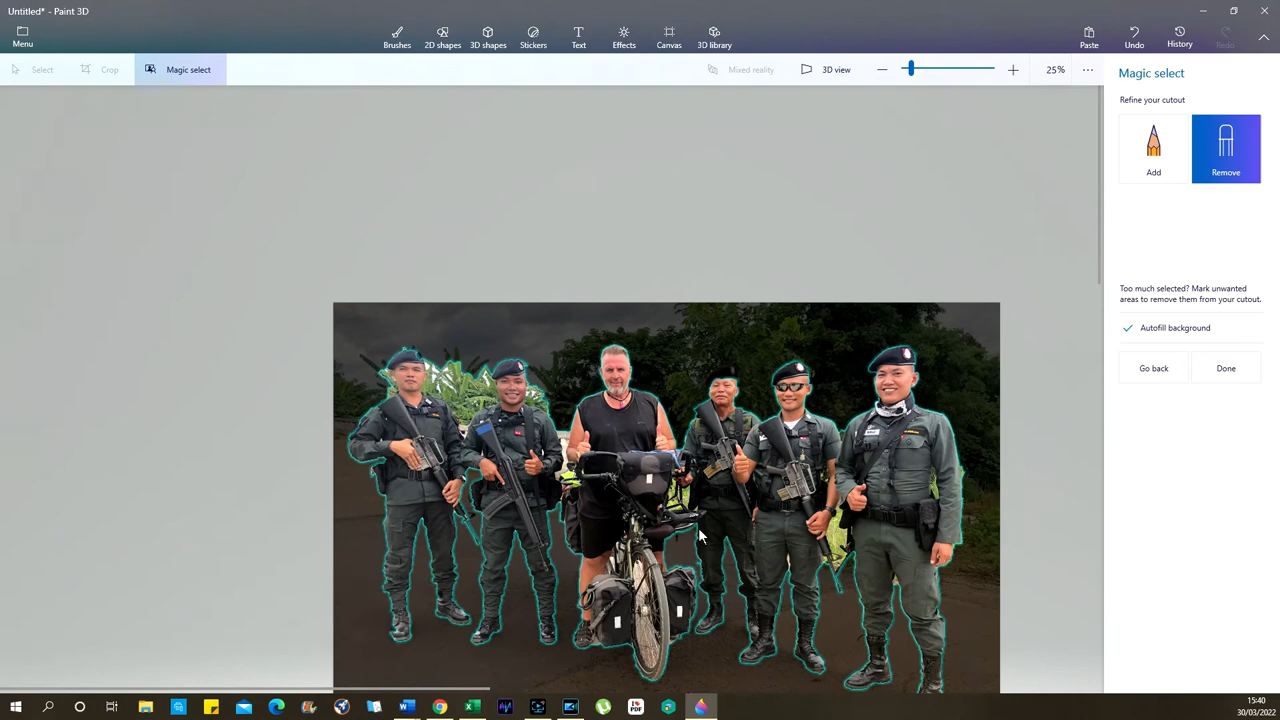 Untitled* - Paint 3D
Menu
Brushes
2D shapes
3D shapes
Stickers
Text
Effects
Canvas
3D library
Paste
Undo
History
Redo
Select
Crop
Magic select
Mixed reality
3D view
25%
Magic select
Refine your cutout
Add
Remove
Too much selected? Mark unwanted
areas to remove them from your cutout.
Autofill background
Go back
Done
I
PDF
15:40
30/03/2022